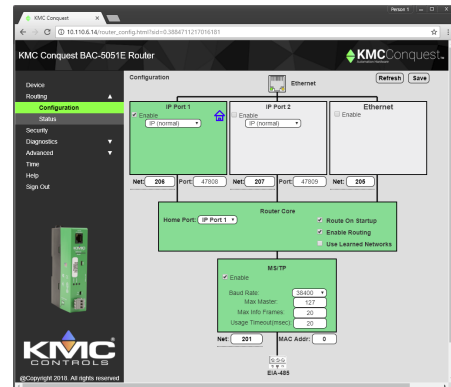 Person 1
KMC Conquest
10.110.6.14/router_config.html?sid=0.3884711217016181
KMC Conquest BAC-5051E Router
KMCConquest™
Device
Routing
Configuration
Status
Security
Diagnostics
Advanced
Time
Help
Sign Out
KMC
CONTROLS
@Copyright 2018. All rights reserved
Configuration
Ethernet
Refresh
Save
IP Port 1
Enable
IP (normal)
IP Port 2
Enable
IP (normal)
Ethernet
Enable
Net: 206 Port: 47808
Net: 207 Port: 47809
Net: 205
Router Core
Home Port: IP Port 1
Route On Startup
Enable Routing
Use Learned Networks
MS/TP
Enable
Baud Rate: 38400
Max Master: 127
Max Info Frames: 20
Usage Timeout(msec): 20
Net: 201 MAC Addr: 0
EIA-485